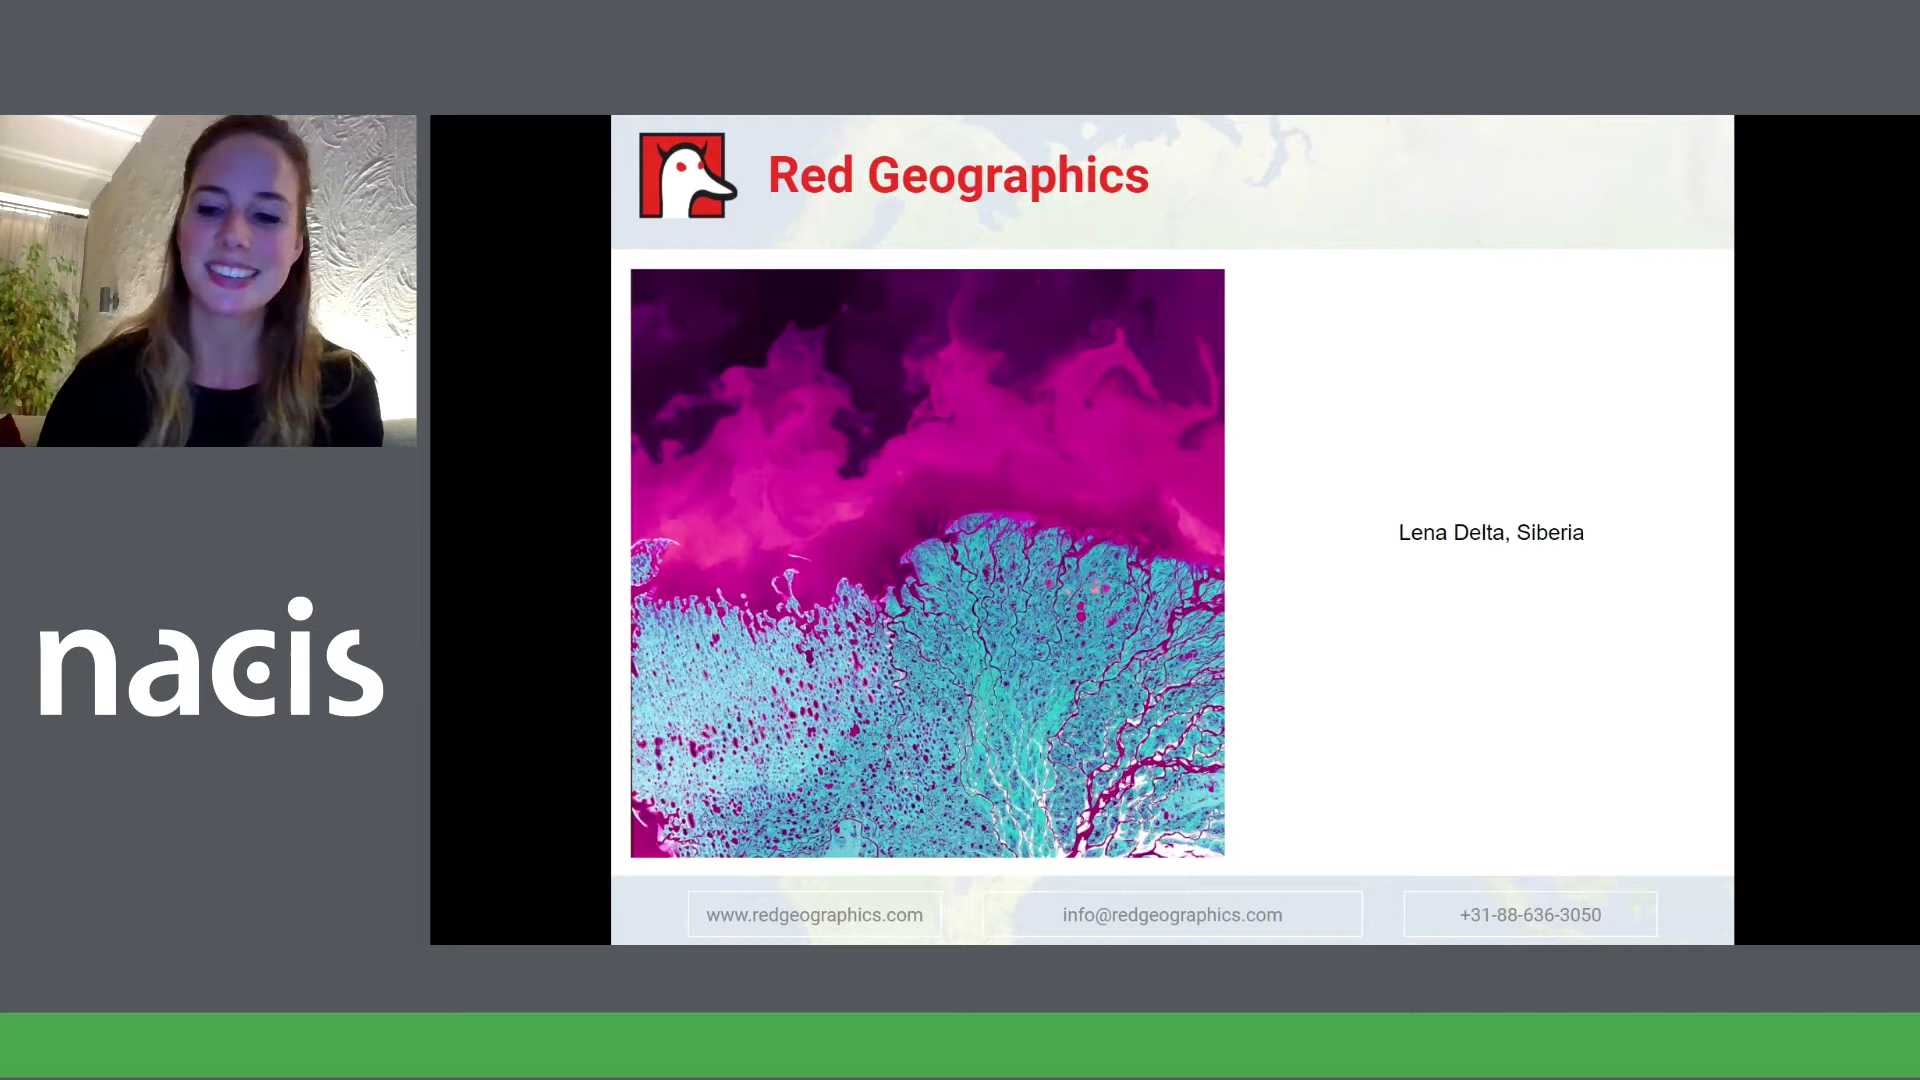 Red Geographics
Lena Delta, Siberia
www.redgeographics.com
info@redgeographics.com
+31-88-636-3050
nacis